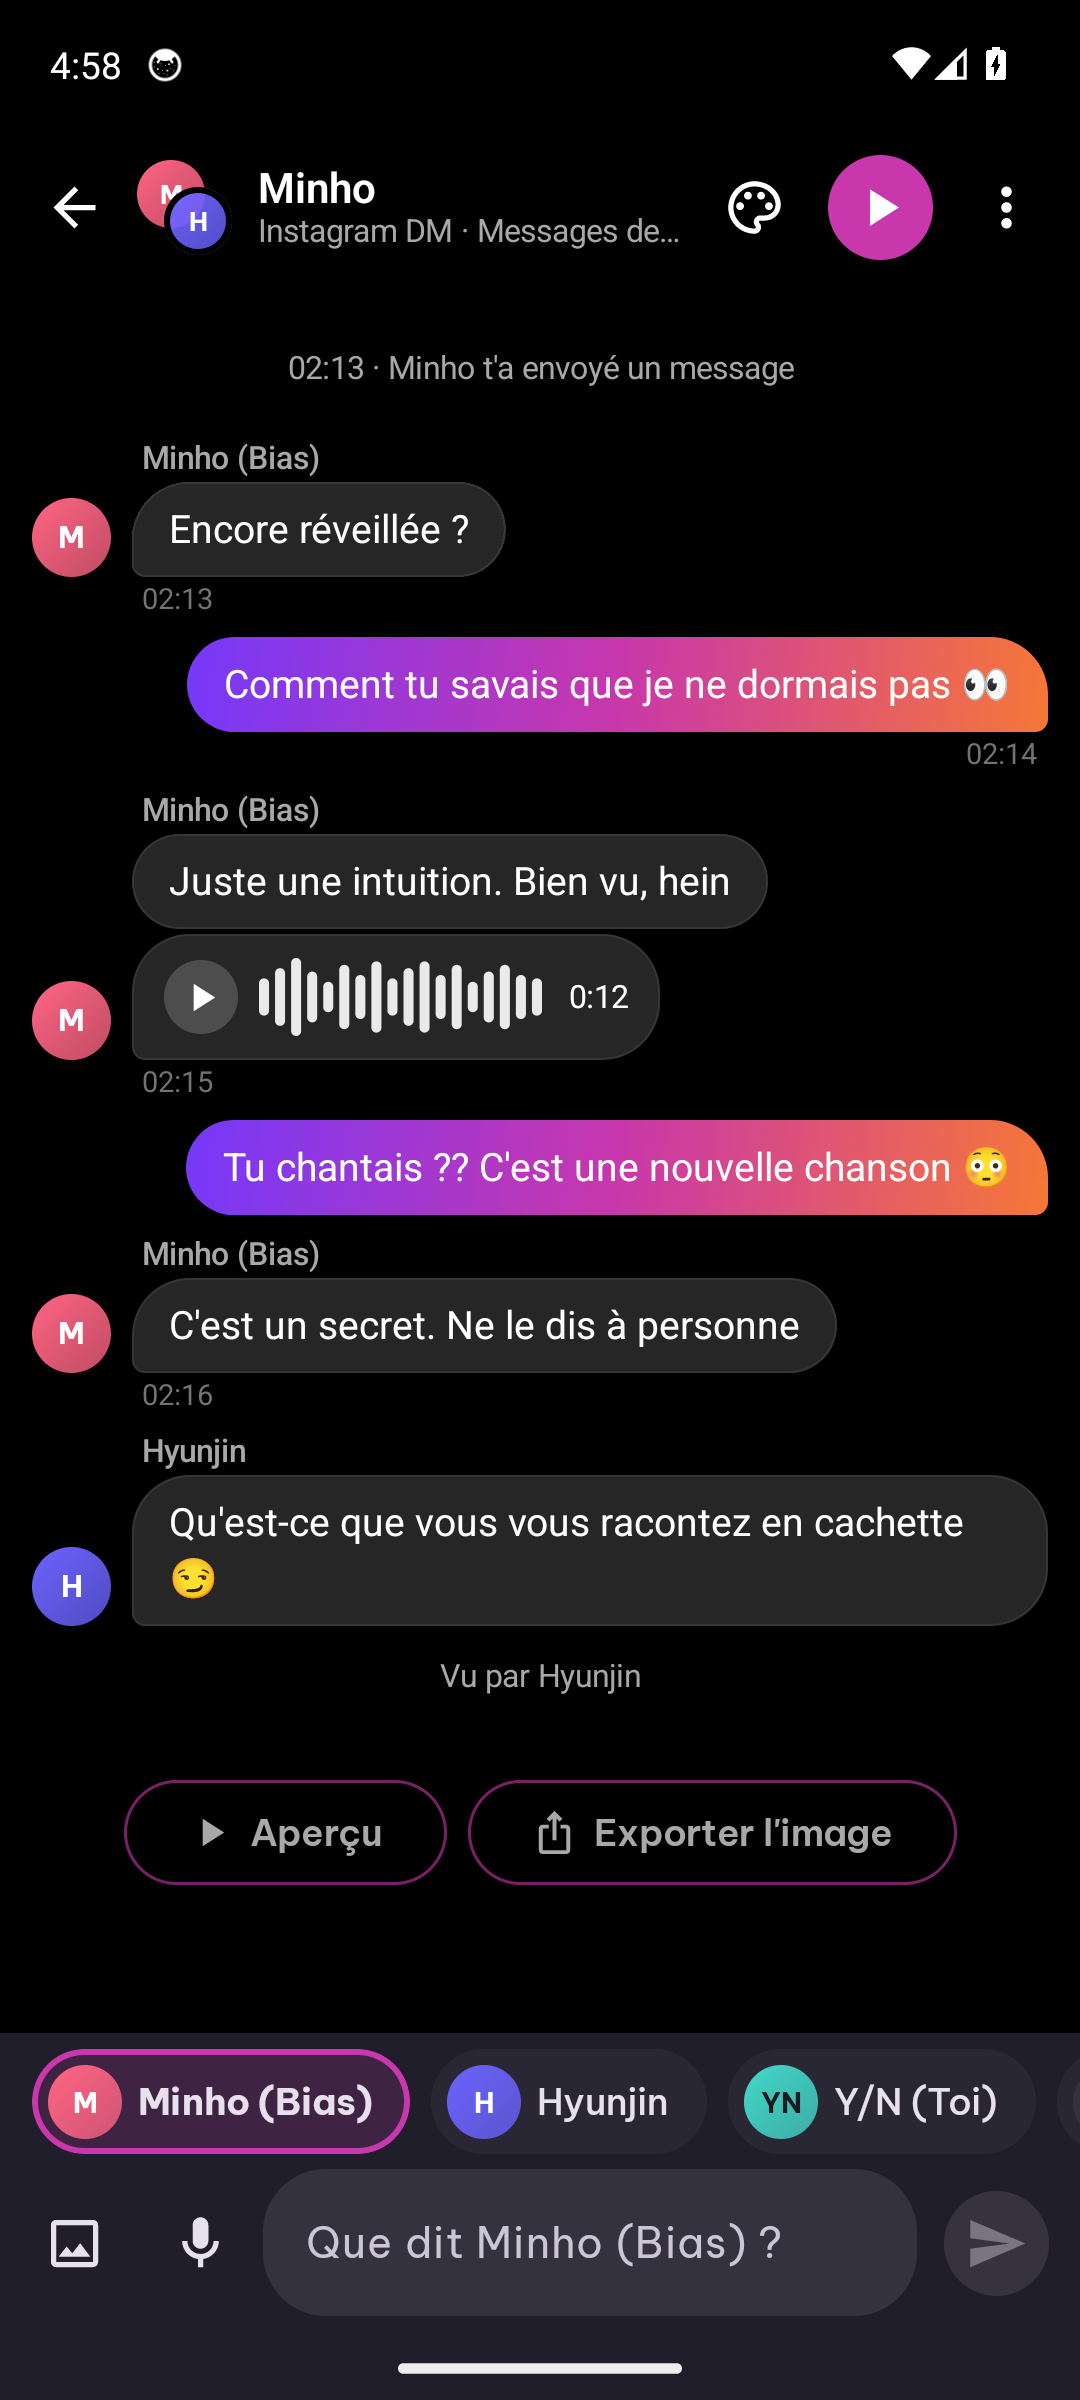 4:58
M
H
Minho
Instagram DM · Messages de...
02:13 · Minho t'a envoyé un message
Minho (Bias)
M
Encore réveillée ?
02:13
Comment tu savais que je ne dormais pas 👀
02:14
Minho (Bias)
Juste une intuition. Bien vu, hein
M
0:12
02:15
Tu chantais ?? C'est une nouvelle chanson 😳
Minho (Bias)
M
C'est un secret. Ne le dis à personne
02:16
Hyunjin
Qu'est-ce que vous vous racontez en cachette
😏
H
Vu par Hyunjin
Aperçu
Exporter l'image
M Minho (Bias)
H Hyunjin
YN Y/N (Toi)
Que dit Minho (Bias) ?